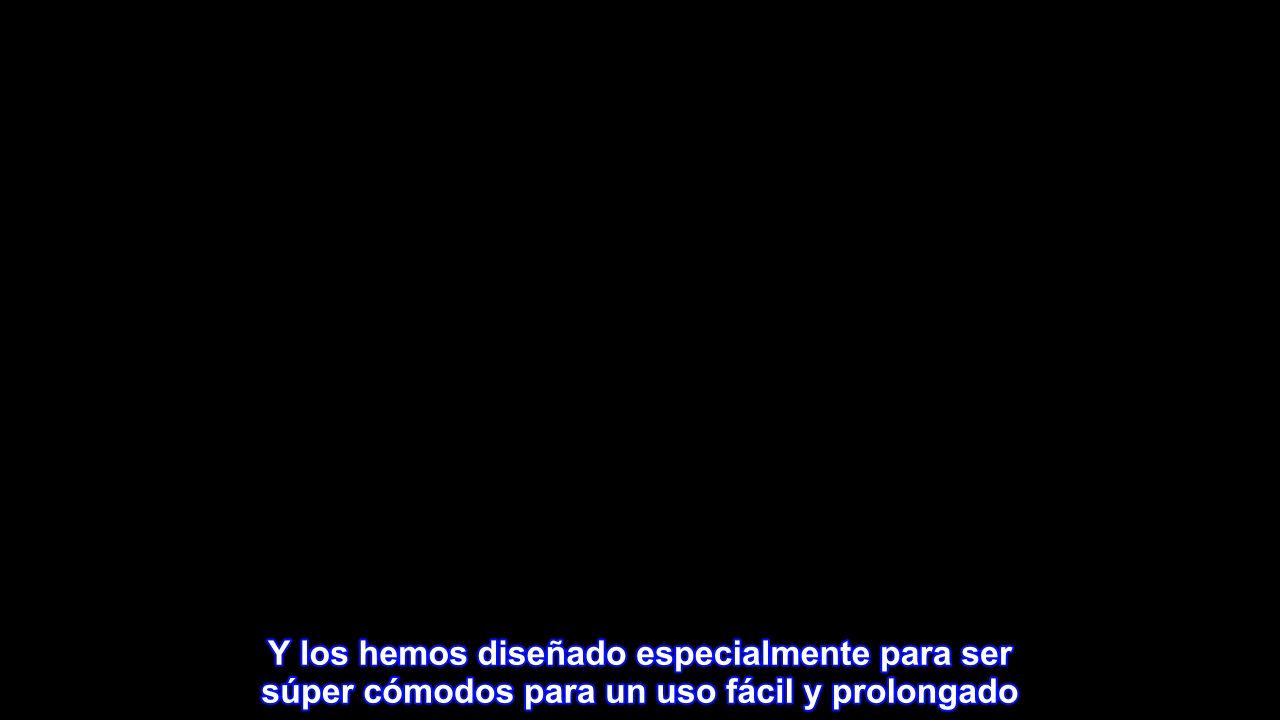 Y los hemos diseñado especialmente para ser
súper cómodos para un uso fácil y prolongado